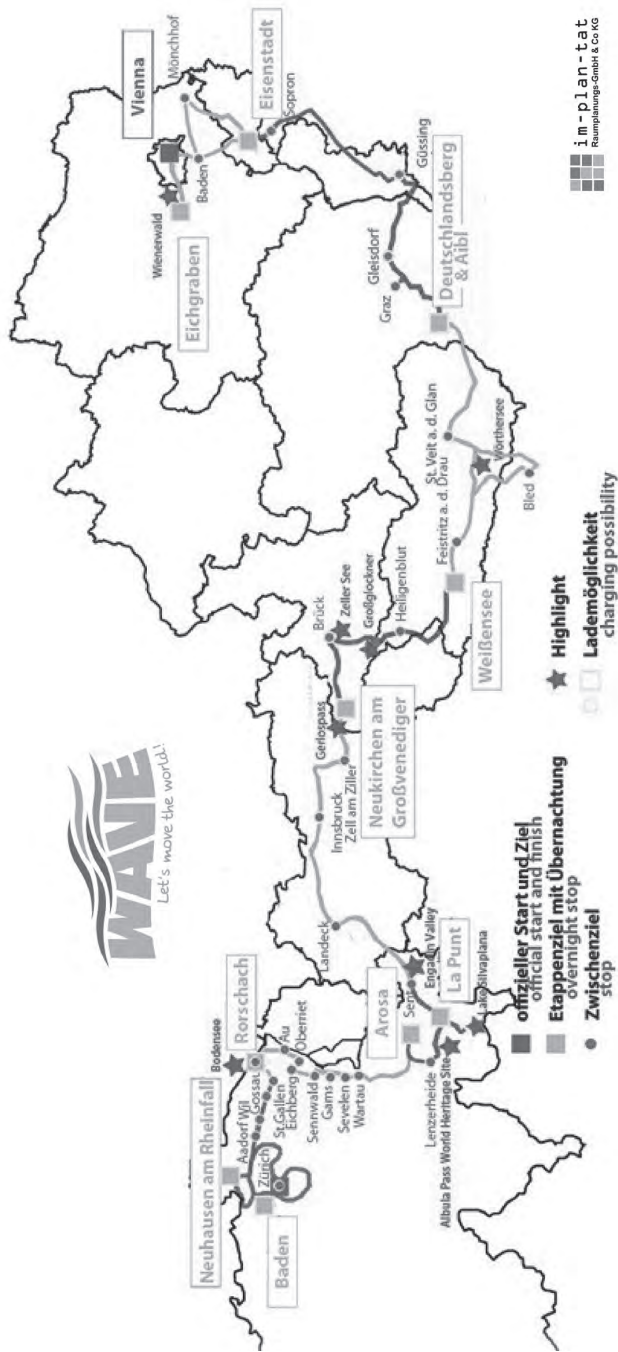 WAVE
Let's move the world!
Neuhausen am Rheinfall
Baden
Zürich
Aadorf
Wil
Gossau
St.Gallen
Bodensee
Rorschach
Au
Oberriet
Eichberg
Sennwald
Gams
Sevelen
Wartau
Arosa
Lenzerheide
Albula Pass World Heritage Site
Lake Silvaplana
La Punt
Engadin Valley
Sent
Landeck
Innsbruck
Zell am Ziller
Gerlospass
Neukirchen am
Großvenediger
Brück
Zeller See
Großglockner
Heiligenblut
Weißensee
Feistritz a. d. Drau
St. Veit a. d. Glan
Wörthersee
Bled
Deutschlandsberg
& Aibl
Graz
Gleisdorf
Güssing
Sopron
Eisenstadt
Mönchhof
Vienna
Baden
Wienerwald
Eichgraben
offizieller Start und Ziel
official start and finish
Etappenziel mit Übernachtung
overnight stop
Zwischenziel
stop
Highlight
Lademöglichkeit
charging possibility
im-plan-tat
Raumplanungs-GmbH & Co KG